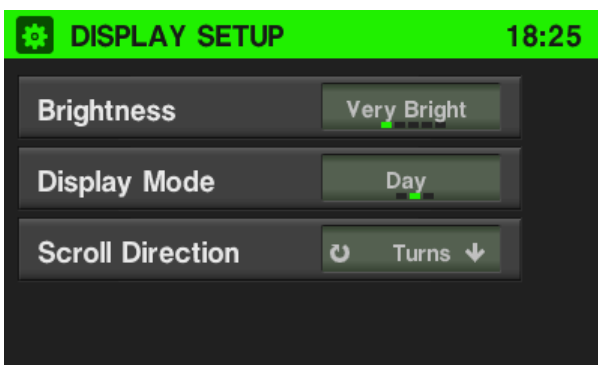 DISPLAY SETUP 18:25
Brightness Very Bright
Display Mode Day
Scroll Direction Turns